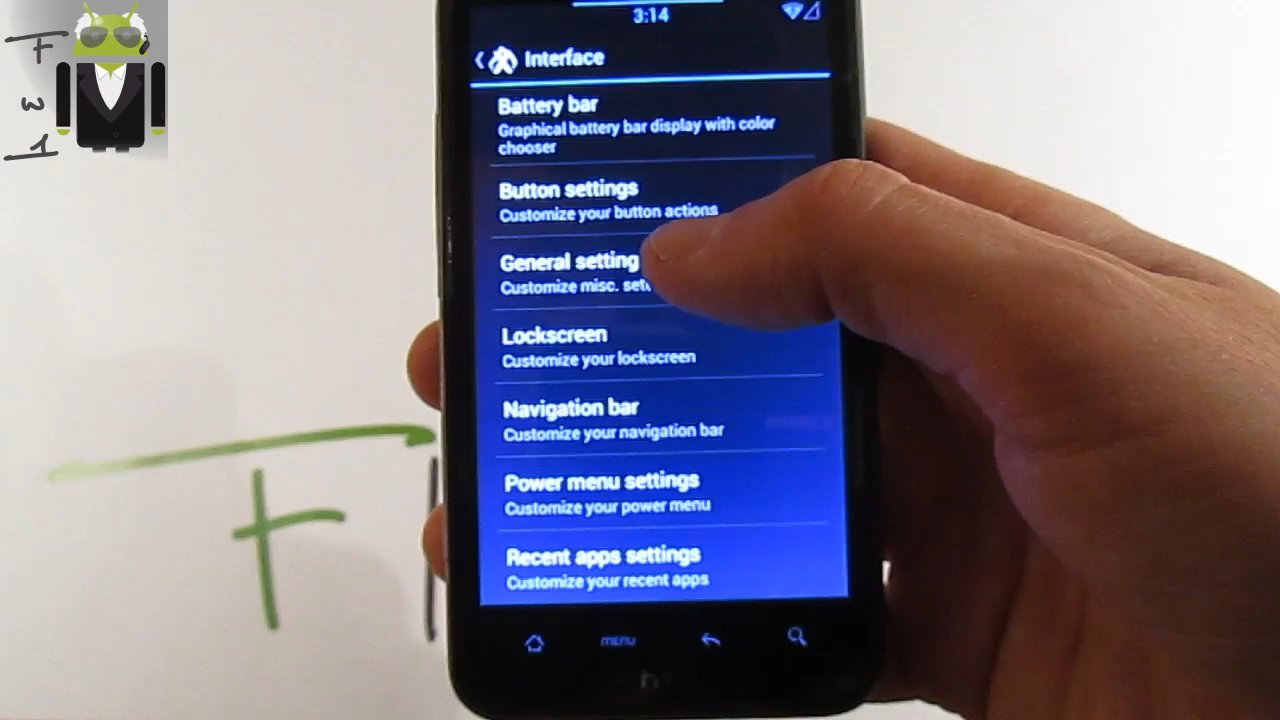 3:14
Interface
Battery bar
Graphical battery bar display with color
chooser
Button settings
Customize your button actions
General setting
Customize misc.
Lockscreen
Customize your lockscreen
Navigation bar
Customize your navigation bar
Power menu settings
Customize your power menu
Recent apps settings
Customize your recent apps
MENU
F
w
1
F